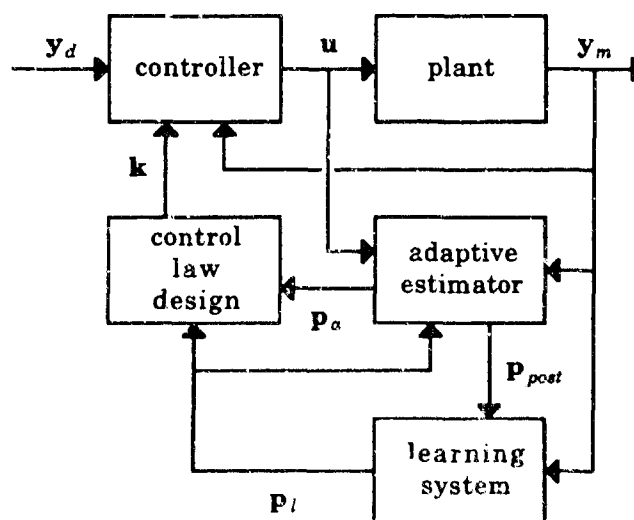 y_d
controller
u
plant
y_m
k
control
law
design
adaptive
estimator
p_a
p_post
learning
system
p_l